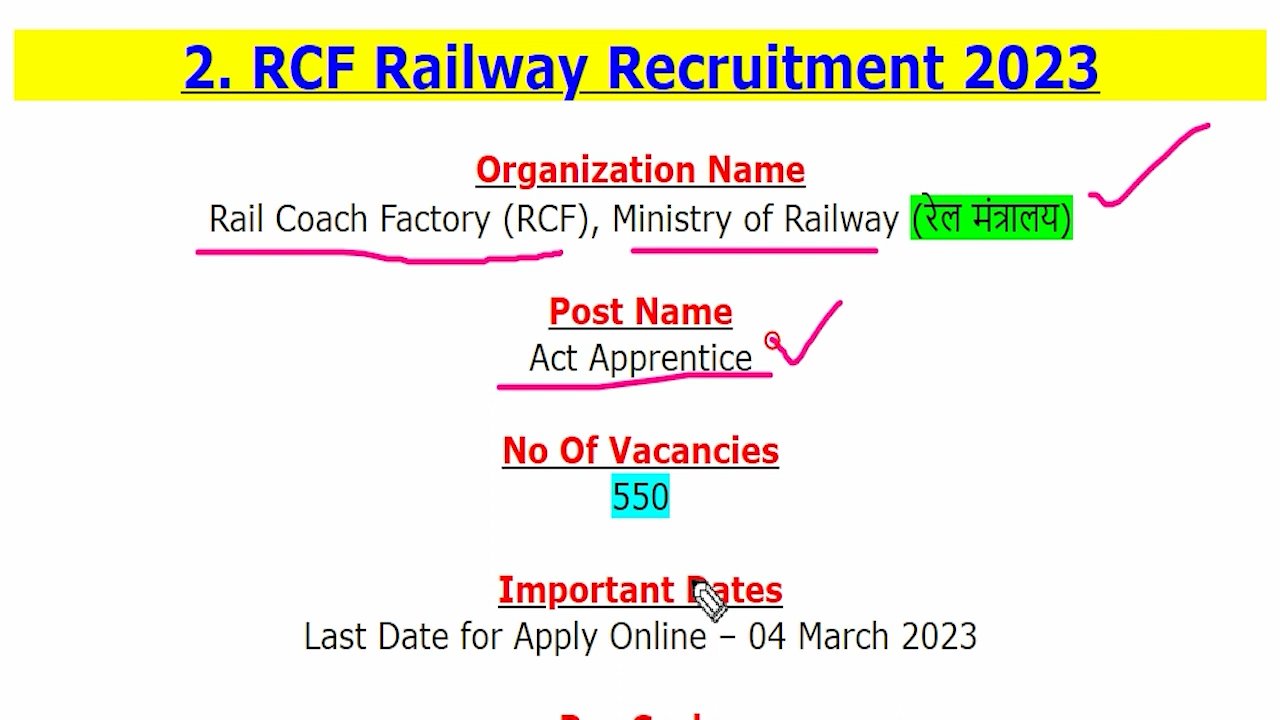 2. RCF Railway Recruitment 2023
Organization Name
Rail Coach Factory (RCF), Ministry of Railway (रेल मंत्रालय)
Post Name
Act Apprentice
No Of Vacancies
550
Important Dates
Last Date for Apply Online – 04 March 2023